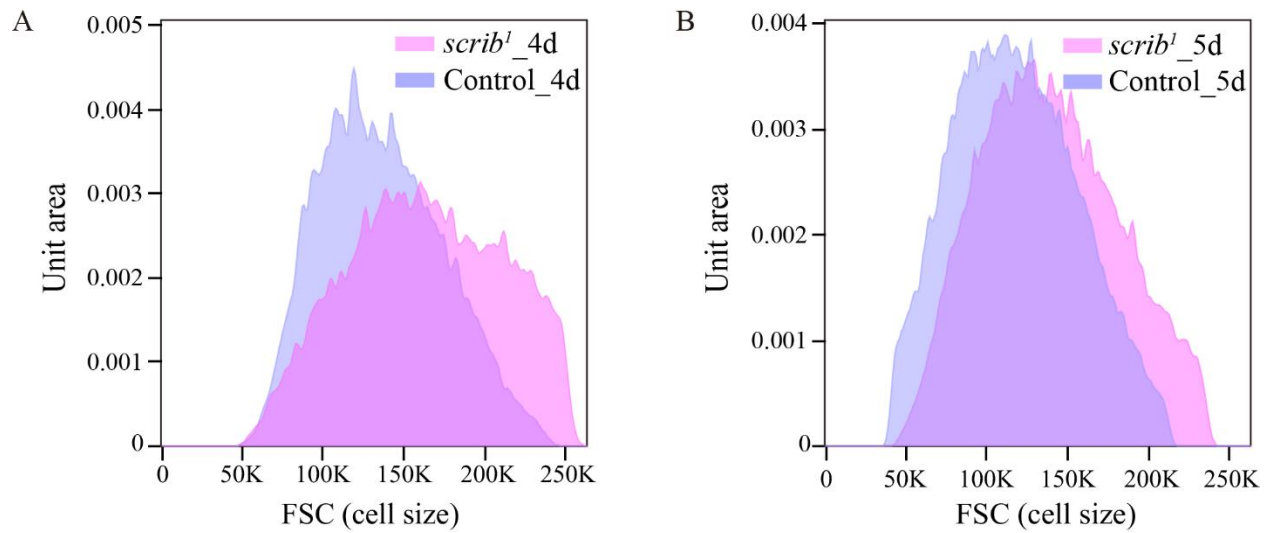 A
0.005
0.004
0.003
0.002
0.001
0
Unit area
scrib¹_4d
Control_4d
0 50K 100K 150K 200K 250K
FSC (cell size)
B
0.004
0.003
0.002
0.001
0
Unit area
scrib¹_5d
Control_5d
0 50K 100K 150K 200K 250K
FSC (cell size)